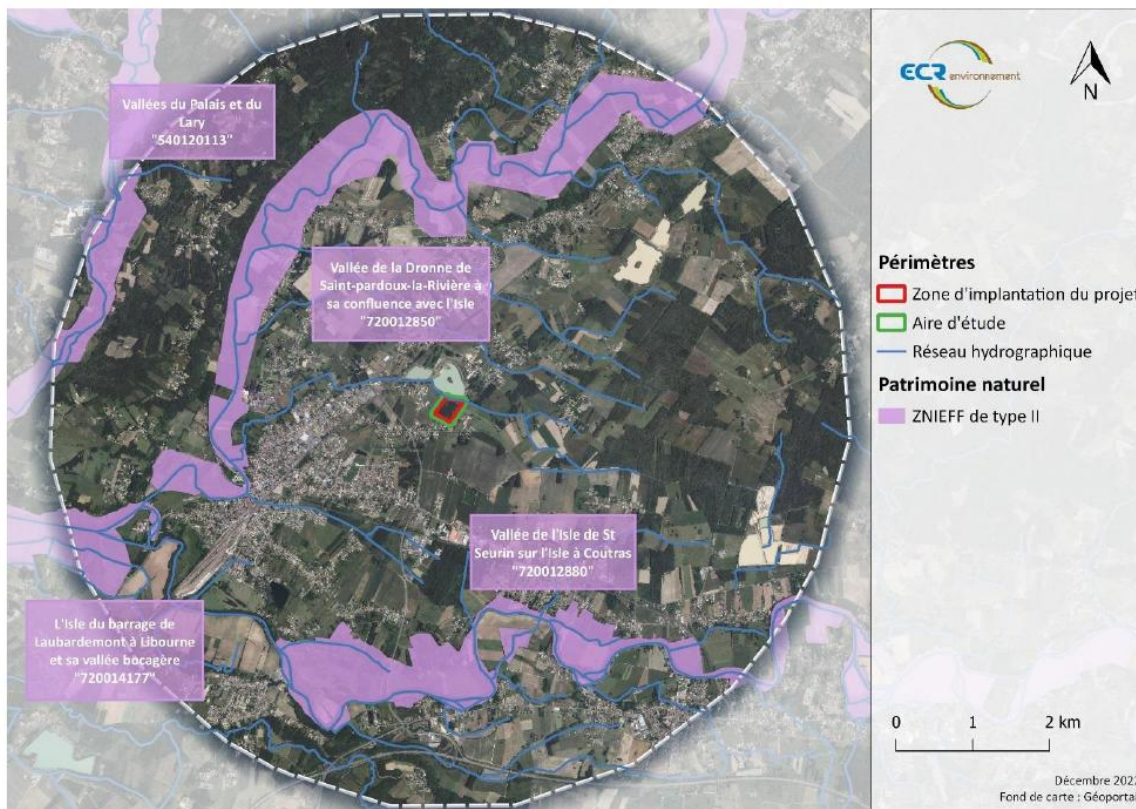 Vallées du Palais et du
Lary
"540120113"
Vallée de la Dronne de
Saint-pardoux-la-Rivière à
sa confluence avec l'Isle
"720012850"
Vallée de l'Isle de St
Seurin sur l'Isle à Coutras
"720012880"
L'Isle du barrage de
Laubardemont à Libourne
et sa vallée bocagère
"720014177"
ECR environnement
N
Périmètres
Zone d'implantation du projet
Aire d'étude
Réseau hydrographique
Patrimoine naturel
ZNIEFF de type II
0 1 2 km
Décembre 2022
Fond de carte : Géoportai